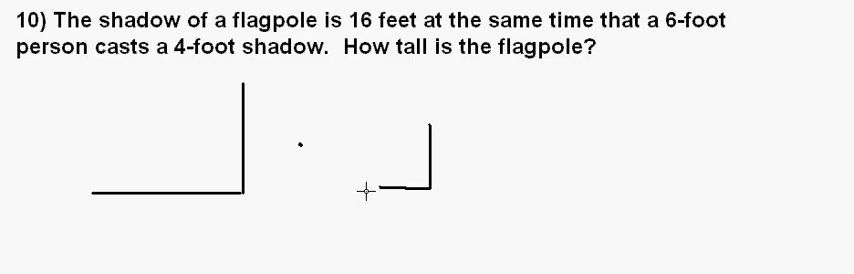 10) The shadow of a flagpole is 16 feet at the same time that a 6-foot
person casts a 4-foot shadow.  How tall is the flagpole?